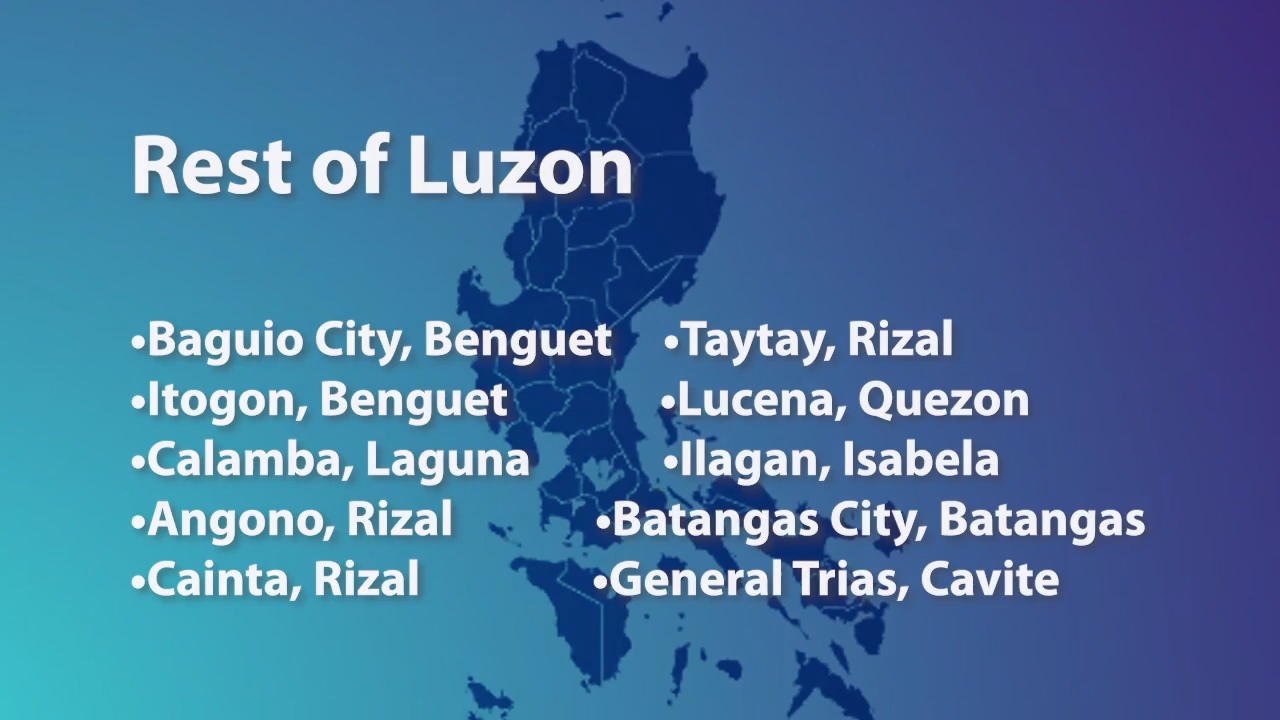 Rest of Luzon
•Baguio City, Benguet
•Itogon, Benguet
•Calamba, Laguna
•Angono, Rizal
•Cainta, Rizal
•Taytay, Rizal
•Lucena, Quezon
•Ilagan, Isabela
•Batangas City, Batangas
•General Trias, Cavite